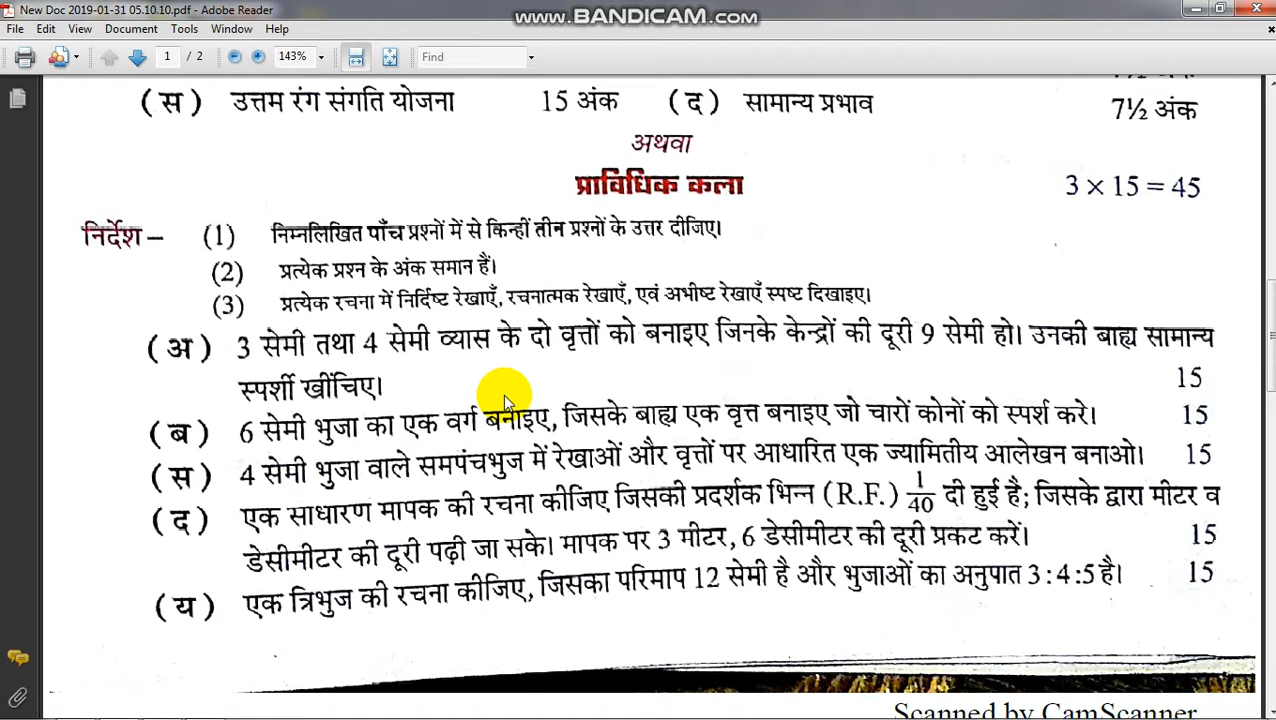 New Doc 2019-01-31 05.10.10.pdf - Adobe Reader
www.BANDICAM.com
File Edit View Document Tools Window Help
1 / 2 143% Find
(स) उत्तम रंग संगति योजना 15 अंक (द) सामान्य प्रभाव 7½ अंक
अथवा
प्राविधिक कला 3 × 15 = 45
निर्देश – (1) निम्नलिखित पाँच प्रश्नों में से किन्हीं तीन प्रश्नों के उत्तर दीजिए।
(2) प्रत्येक प्रश्न के अंक समान हैं।
(3) प्रत्येक रचना में निर्दिष्ट रेखाएँ, रचनात्मक रेखाएँ, एवं अभीष्ट रेखाएँ स्पष्ट दिखाइए।
(अ) 3 सेमी तथा 4 सेमी व्यास के दो वृत्तों को बनाइए जिनके केन्द्रों की दूरी 9 सेमी हो। उनकी बाह्य सामान्य
स्पर्शी खींचिए। 15
(ब) 6 सेमी भुजा का एक वर्ग बनाइए, जिसके बाह्य एक वृत्त बनाइए जो चारों कोनों को स्पर्श करे। 15
(स) 4 सेमी भुजा वाले समपंचभुज में रेखाओं और वृत्तों पर आधारित एक ज्यामितीय आलेखन बनाओ। 15
(द) एक साधारण मापक की रचना कीजिए जिसकी प्रदर्शक भिन्न (R.F.) 1/40 दी हुई है; जिसके द्वारा मीटर व
डेसीमीटर की दूरी पढ़ी जा सके। मापक पर 3 मीटर, 6 डेसीमीटर की दूरी प्रकट करें। 15
(य) एक त्रिभुज की रचना कीजिए, जिसका परिमाप 12 सेमी है और भुजाओं का अनुपात 3:4:5 है। 15
Scanned by CamScanner